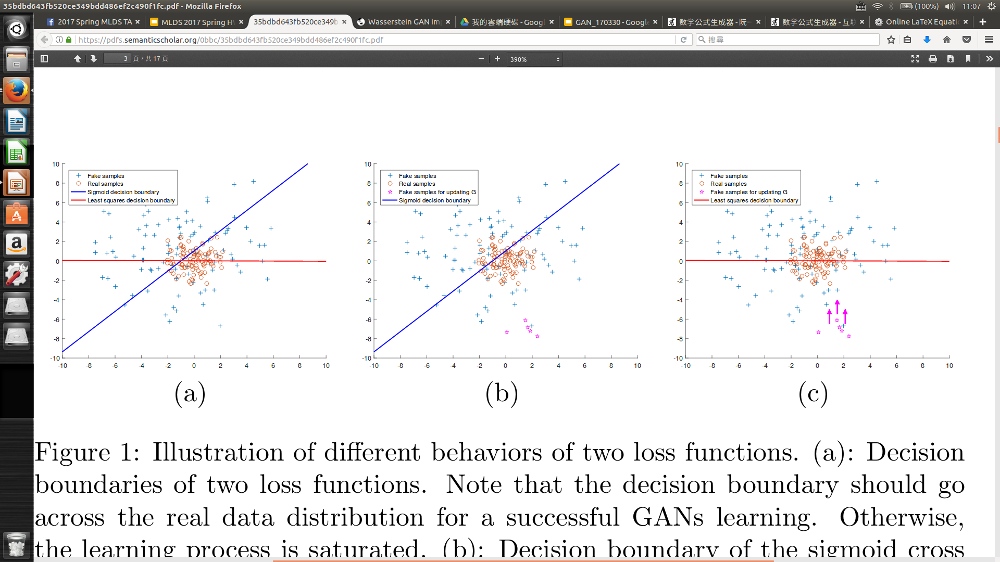 35bdbd643fb520ce349bdd486ef2c490f1fc.pdf - Mozilla Firefox
(100%) 11:07
2017 Spring MLDS TA
MLDS 2017 Spring H
35bdbd643fb520ce349b
Wasserstein GAN im
我的雲端硬碟 - Googl
GAN_170330 - Google
数学公式生成器 - 阮一
数学公式生成器 - 互联
Online LaTeX Equati
https://pdfs.semanticscholar.org/0bbc/35bdbd643fb520ce349bdd486ef2c490f1fc.pdf
搜尋
3 頁，共 17 頁
390%
10 8 6 4 2 0 -2 -4 -6 -8 -10
Fake samples
Real samples
Sigmoid decision boundary
Least squares decision boundary
-10 -8 -6 -4 -2 0 2 4 6 8 10
(a)
10 8 6 4 2 0 -2 -4 -6 -8 -10
Fake samples
Real samples
Fake samples for updating G
Sigmoid decision boundary
-10 -8 -6 -4 -2 0 2 4 6 8 10
(b)
10 8 6 4 2 0 -2 -4 -6 -8 -10
Fake samples
Real samples
Fake samples for updating G
Least squares decision boundary
-10 -8 -6 -4 -2 0 2 4 6 8 10
(c)
Figure 1: Illustration of different behaviors of two loss functions. (a): Decision
boundaries of two loss functions. Note that the decision boundary should go
across the real data distribution for a successful GANs learning. Otherwise,
the learning process is saturated. (b): Decision boundary of the sigmoid cross